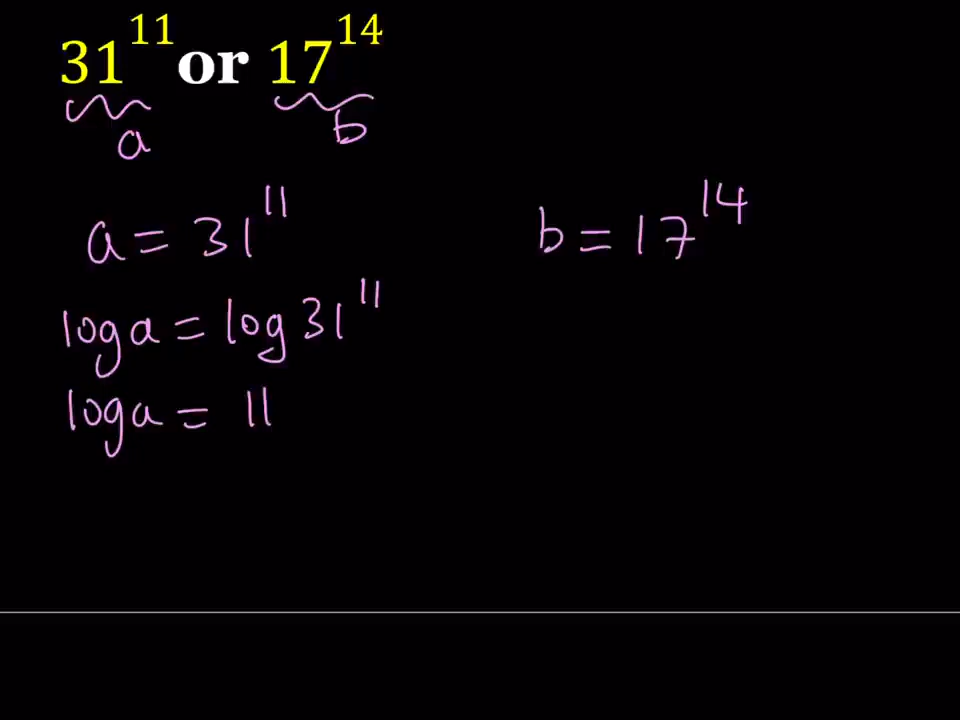 31^11 or 17^14
a b
a = 31^11 b = 17^14
log a = log 31^11
log a = 11